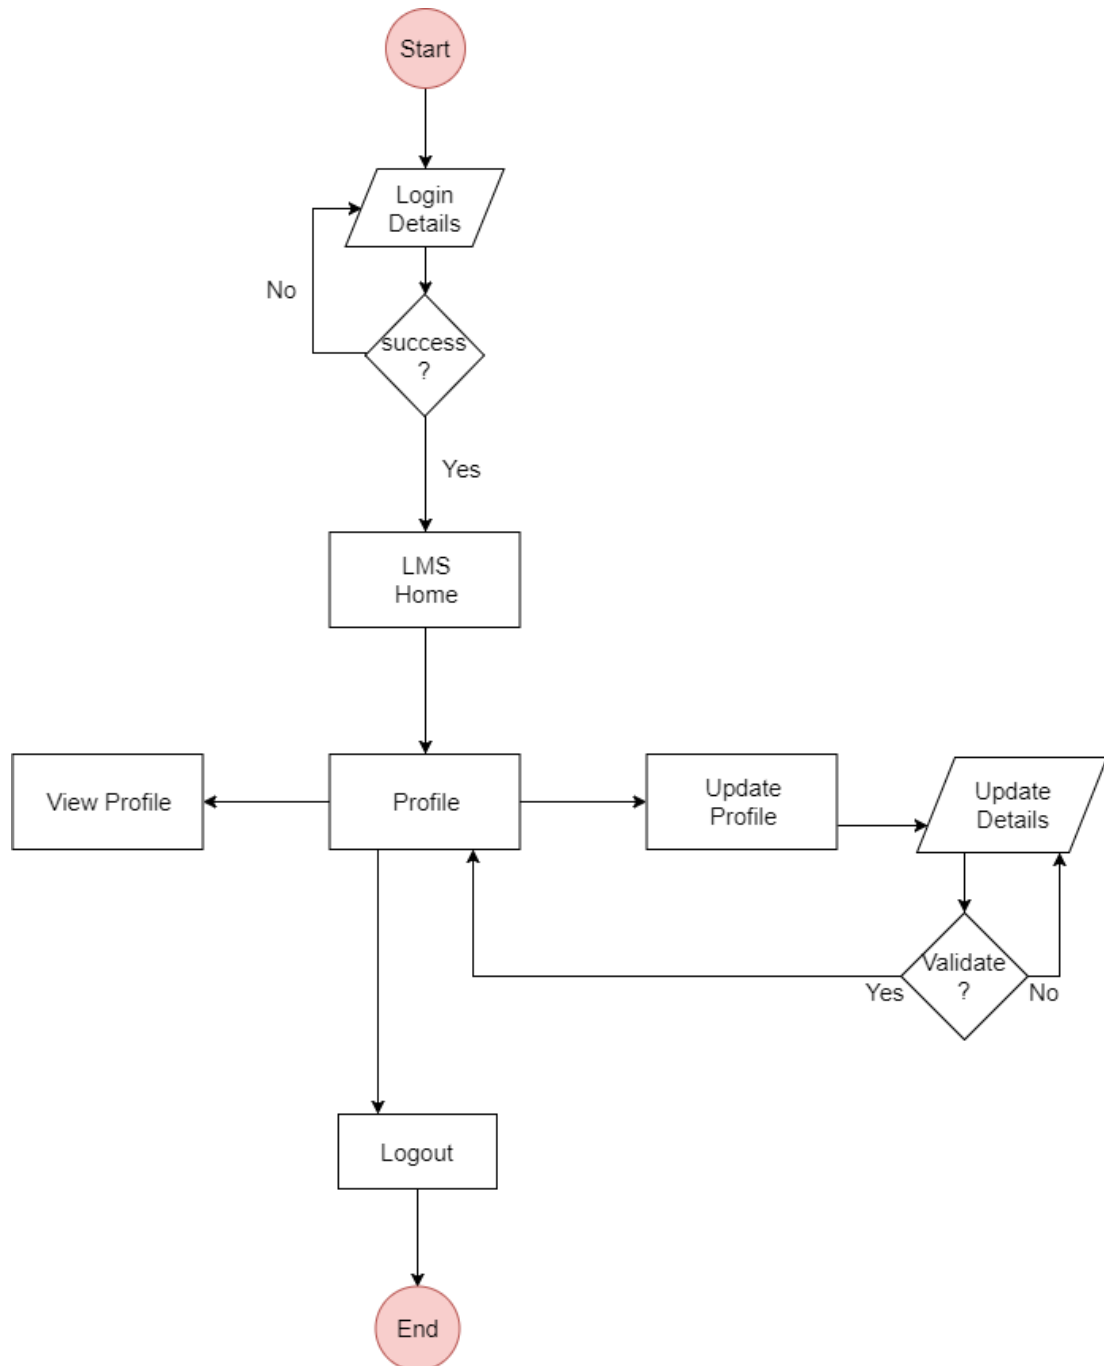 Start
Login
Details
No
success
?
Yes
LMS
Home
View Profile
Profile
Update
Profile
Update
Details
Validate
?
Yes
No
Logout
End